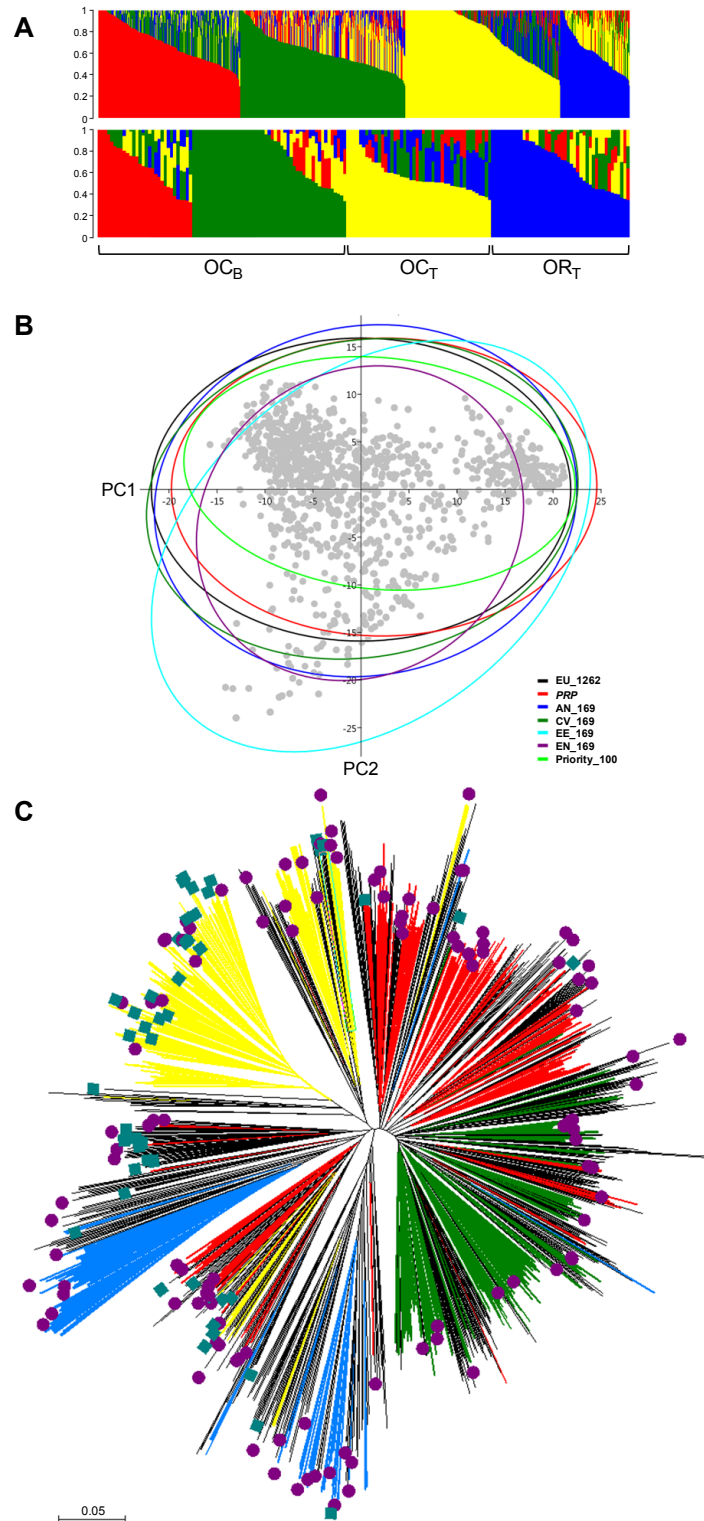 A
1
0.8
0.6
0.4
0.2
0
1
0.8
0.6
0.4
0.2
0
OCB OCT ORT
B
15
10
5
PC1
-20 -15 -10 -5 5 10 15 20 25
-5
-10
-15
-20
-25
PC2
EU_1262
PRP
AN_169
CV_169
EE_169
EN_169
Priority_100
C
0.05